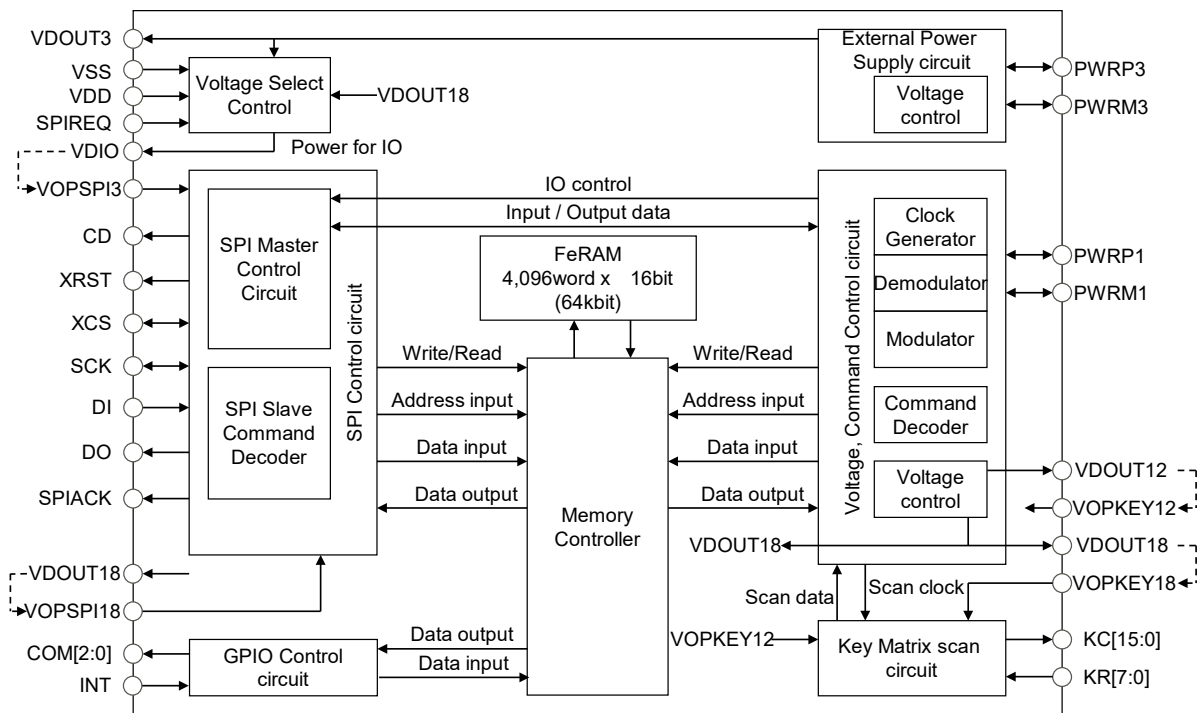 VDOUT3
VSS
VDD
SPIREQ
VDIO
VOPSPI3
CD
XRST
XCS
SCK
DI
DO
SPIACK
VDOUT18
VOPSPI18
COM[2:0]
INT
Voltage Select
Control
VDOUT18
Power for IO
External Power
Supply circuit
Voltage
control
PWRP3
PWRM3
SPI Master
Control
Circuit
SPI Slave
Command
Decoder
SPI Control circuit
IO control
Input / Output data
FeRAM
4,096word x 16bit
(64kbit)
Write/Read
Address input
Data input
Data output
Memory
Controller
Write/Read
Address input
Data input
Data output
Voltage, Command Control circuit
Clock
Generator
Demodulator
Modulator
Command
Decoder
Voltage
control
PWRP1
PWRM1
VDOUT12
VOPKEY12
VDOUT18
VDOUT18
VOPKEY18
Scan data
Scan clock
GPIO Control
circuit
Data output
Data input
VOPKEY12
Key Matrix scan
circuit
KC[15:0]
KR[7:0]